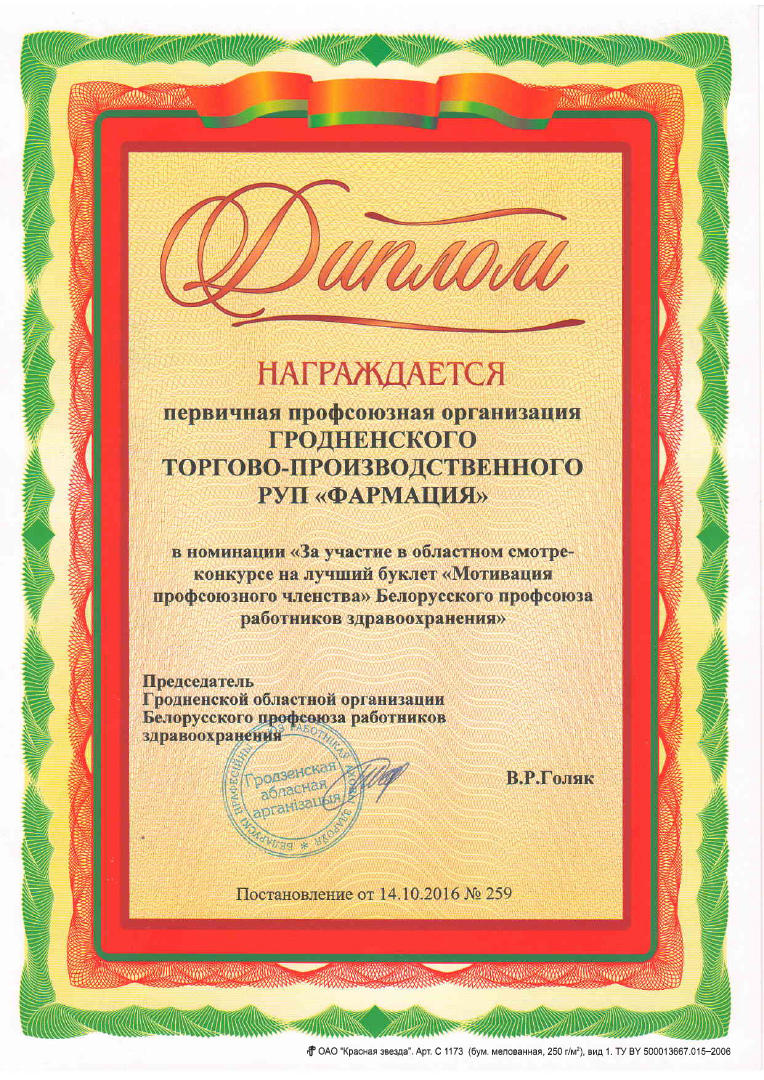 Диплом
НАГРАЖДАЕТСЯ
первичная профсоюзная организация
ГРОДНЕНСКОГО
ТОРГОВО-ПРОИЗВОДСТВЕННОГО
РУП «ФАРМАЦИЯ»
в номинации «За участие в областном смотре-
конкурсе на лучший буклет «Мотивация
профсоюзного членства» Белорусского профсоюза
работников здравоохранения»
Председатель
Гродненской областной организации
Белорусского профсоюза работников
здравоохранения
Гродзенская
абласная
арганізацыя
В.Р.Голяк
Постановление от 14.10.2016 № 259
ОАО "Красная звезда". Арт. С 1173 (бум. мелованная, 250 г/м²), вид 1. ТУ BY 500013667.015–2006